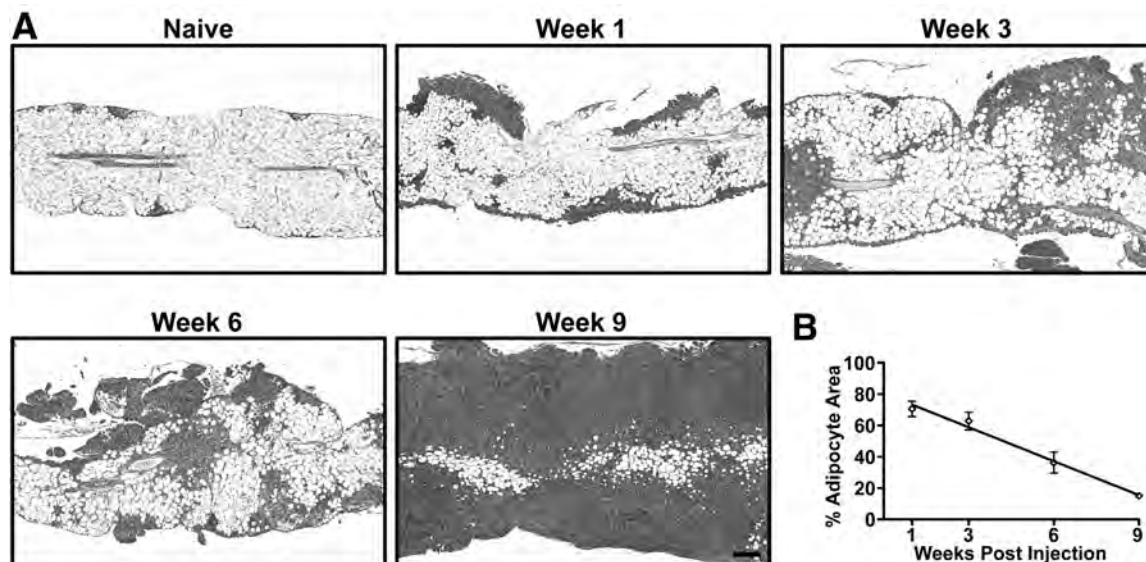 A
Naive
Week 1
Week 3
Week 6
Week 9
B
% Adipocyte Area
100
80
60
40
20
0
1
3
6
9
Weeks Post Injection